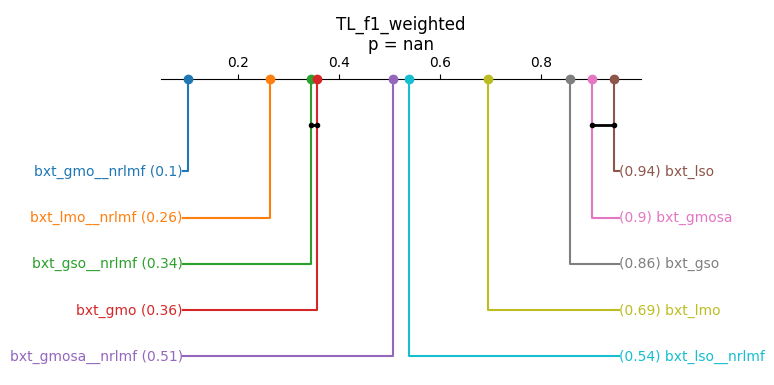 TL_f1_weighted
p = nan
0.2 0.4 0.6 0.8
bxt_gmo__nrlmf (0.1)
(0.94) bxt_lso
bxt_lmo__nrlmf (0.26)
(0.9) bxt_gmosa
bxt_gso__nrlmf (0.34)
(0.86) bxt_gso
bxt_gmo (0.36)
(0.69) bxt_lmo
bxt_gmosa__nrlmf (0.51)
(0.54) bxt_lso__nrlmf